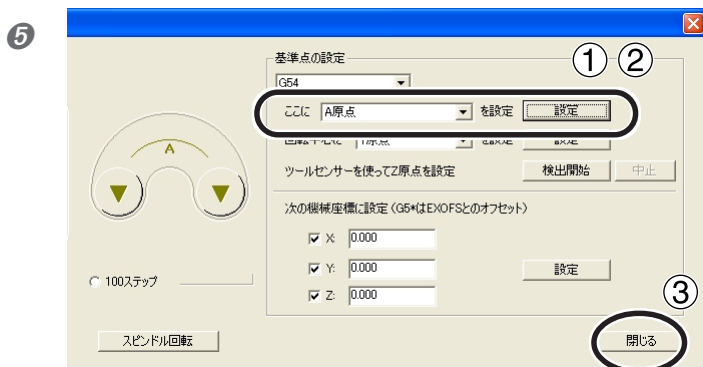 5
基準点の設定
① ②
G54
ここに A原点 を設定 設定
ツールセンサーを使ってZ原点を設定 検出開始 中止
次の機械座標に設定(G5*はEXOFSとのオフセット)
X: 0.000
Y: 0.000 設定
Z: 0.000
A
100ステップ
③
スピンドル回転 閉じる